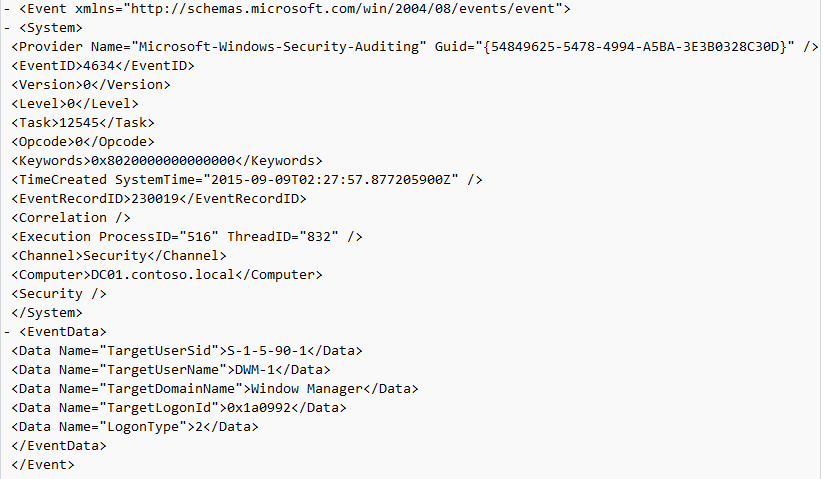 - <Event xmlns="http://schemas.microsoft.com/win/2004/08/events/event">
- <System>
<Provider Name="Microsoft-Windows-Security-Auditing" Guid="{54849625-5478-4994-A5BA-3E3B0328C30D}" />
<EventID>4634</EventID>
<Version>0</Version>
<Level>0</Level>
<Task>12545</Task>
<Opcode>0</Opcode>
<Keywords>0x8020000000000000</Keywords>
<TimeCreated SystemTime="2015-09-09T02:27:57.877205900Z" />
<EventRecordID>230019</EventRecordID>
<Correlation />
<Execution ProcessID="516" ThreadID="832" />
<Channel>Security</Channel>
<Computer>DC01.contoso.local</Computer>
<Security />
</System>
- <EventData>
<Data Name="TargetUserSid">S-1-5-90-1</Data>
<Data Name="TargetUserName">DWM-1</Data>
<Data Name="TargetDomainName">Window Manager</Data>
<Data Name="TargetLogonId">0x1a0992</Data>
<Data Name="LogonType">2</Data>
</EventData>
</Event>